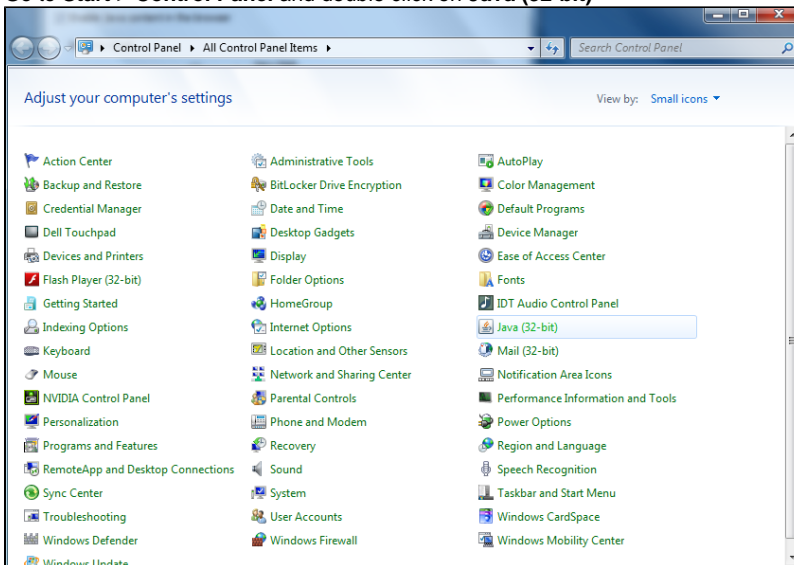 Control Panel All Control Panel Items Search Control Panel
Adjust your computer's settings View by: Small icons
Action Center Administrative Tools AutoPlay
Backup and Restore BitLocker Drive Encryption Color Management
Credential Manager Date and Time Default Programs
Dell Touchpad Desktop Gadgets Device Manager
Devices and Printers Display Ease of Access Center
Flash Player (32-bit) Folder Options Fonts
Getting Started HomeGroup IDT Audio Control Panel
Indexing Options Internet Options Java (32-bit)
Keyboard Location and Other Sensors Mail (32-bit)
Mouse Network and Sharing Center Notification Area Icons
NVIDIA Control Panel Parental Controls Performance Information and Tools
Personalization Phone and Modem Power Options
Programs and Features Recovery Region and Language
RemoteApp and Desktop Connections Sound Speech Recognition
Sync Center System Taskbar and Start Menu
Troubleshooting User Accounts Windows CardSpace
Windows Defender Windows Firewall Windows Mobility Center
Windows Update